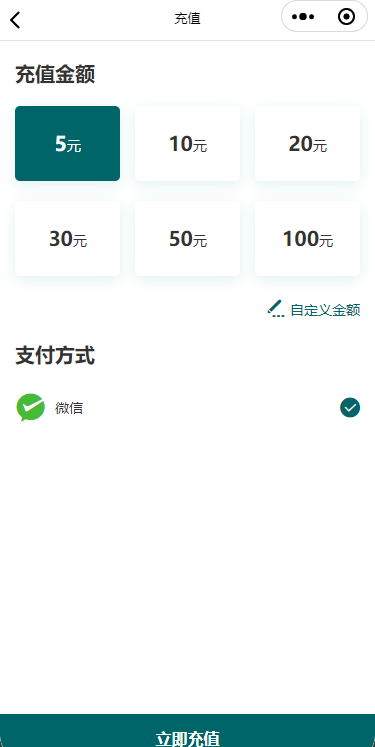 充值
充值金额
5元 10元 20元
30元 50元 100元
自定义金额
支付方式
微信
立即充值